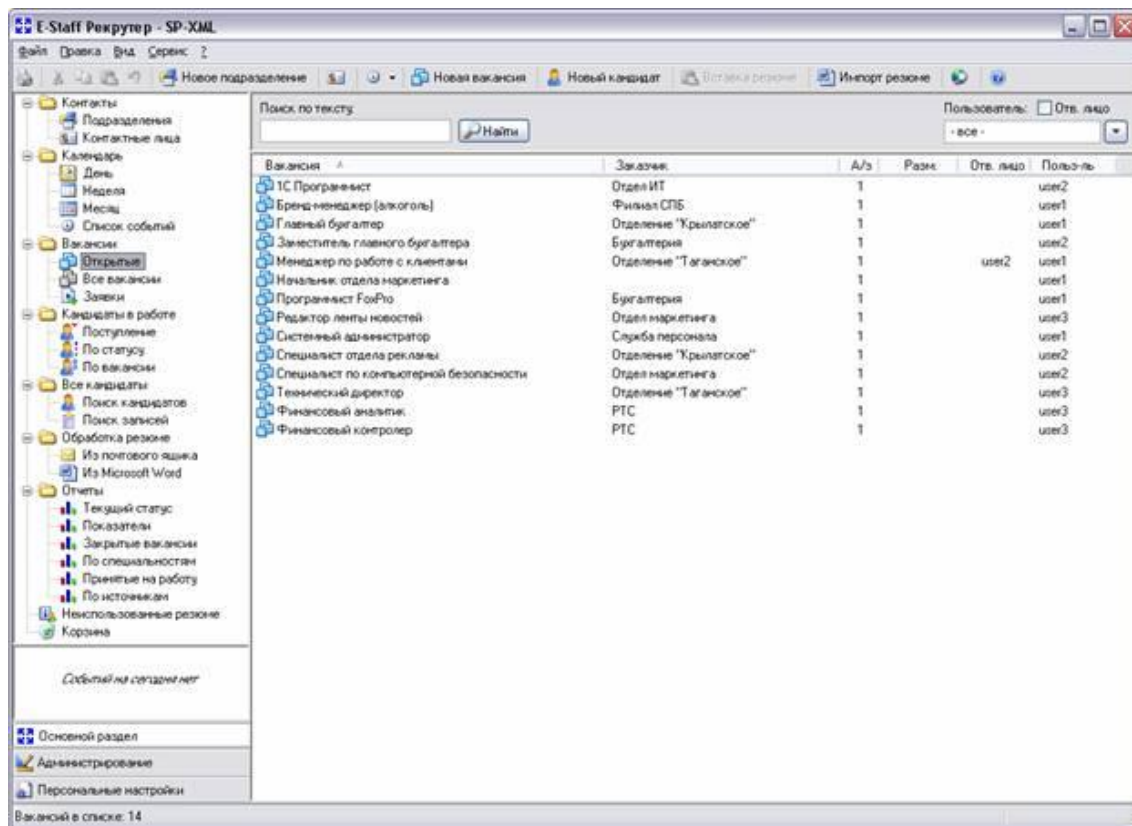 E-Staff Рекрутер - SP-XML
Файл Правка Вид Сервис ?
Новое подразделение Новая вакансия Новый кандидат Вставка резюме Импорт резюме
Контакты
Подразделения
Контактные лица
Календарь
День
Неделя
Месяц
Список событий
Вакансии
Открытые
Все вакансии
Заявки
Кандидаты в работе
Поступление
По статусу
По вакансии
Все кандидаты
Поиск кандидатов
Поиск записей
Обработка резюме
Из почтового ящика
Из Microsoft Word
Отчеты
Текущий статус
Показатели
Закрытые вакансии
По специальностям
Принятые на работу
По источникам
Неиспользованные резюме
Корзина
Событий на сегодня нет
Основной раздел
Администрирование
Персональные настройки
Поиск по тексту: Пользователь: Отв. лицо
Найти - все -
Вакансия Заказчик А/з Разм. Отв. лицо Польз-ль
1С Программист Отдел ИТ 1 user2
Бренд-менеджер (алкоголь) Филиал СПБ 1 user1
Главный бухгалтер Отделение "Крылатское" 1 user1
Заместитель главного бухгалтера Бухгалтерия 1 user2
Менеджер по работе с клиентами Отделение "Таганское" 1 user2 user1
Начальник отдела маркетинга 1 user1
Программист FoxPro Бухгалтерия 1 user1
Редактор ленты новостей Отдел маркетинга 1 user3
Системный администратор Служба персонала 1 user1
Специалист отдела рекламы Отделение "Крылатское" 1 user2
Специалист по компьютерной безопасности Отдел маркетинга 1 user2
Технический директор Отделение "Таганское" 1 user3
Финансовый аналитик РТС 1 user3
Финансовый контролер РТС 1 user3
Вакансий в списке: 14